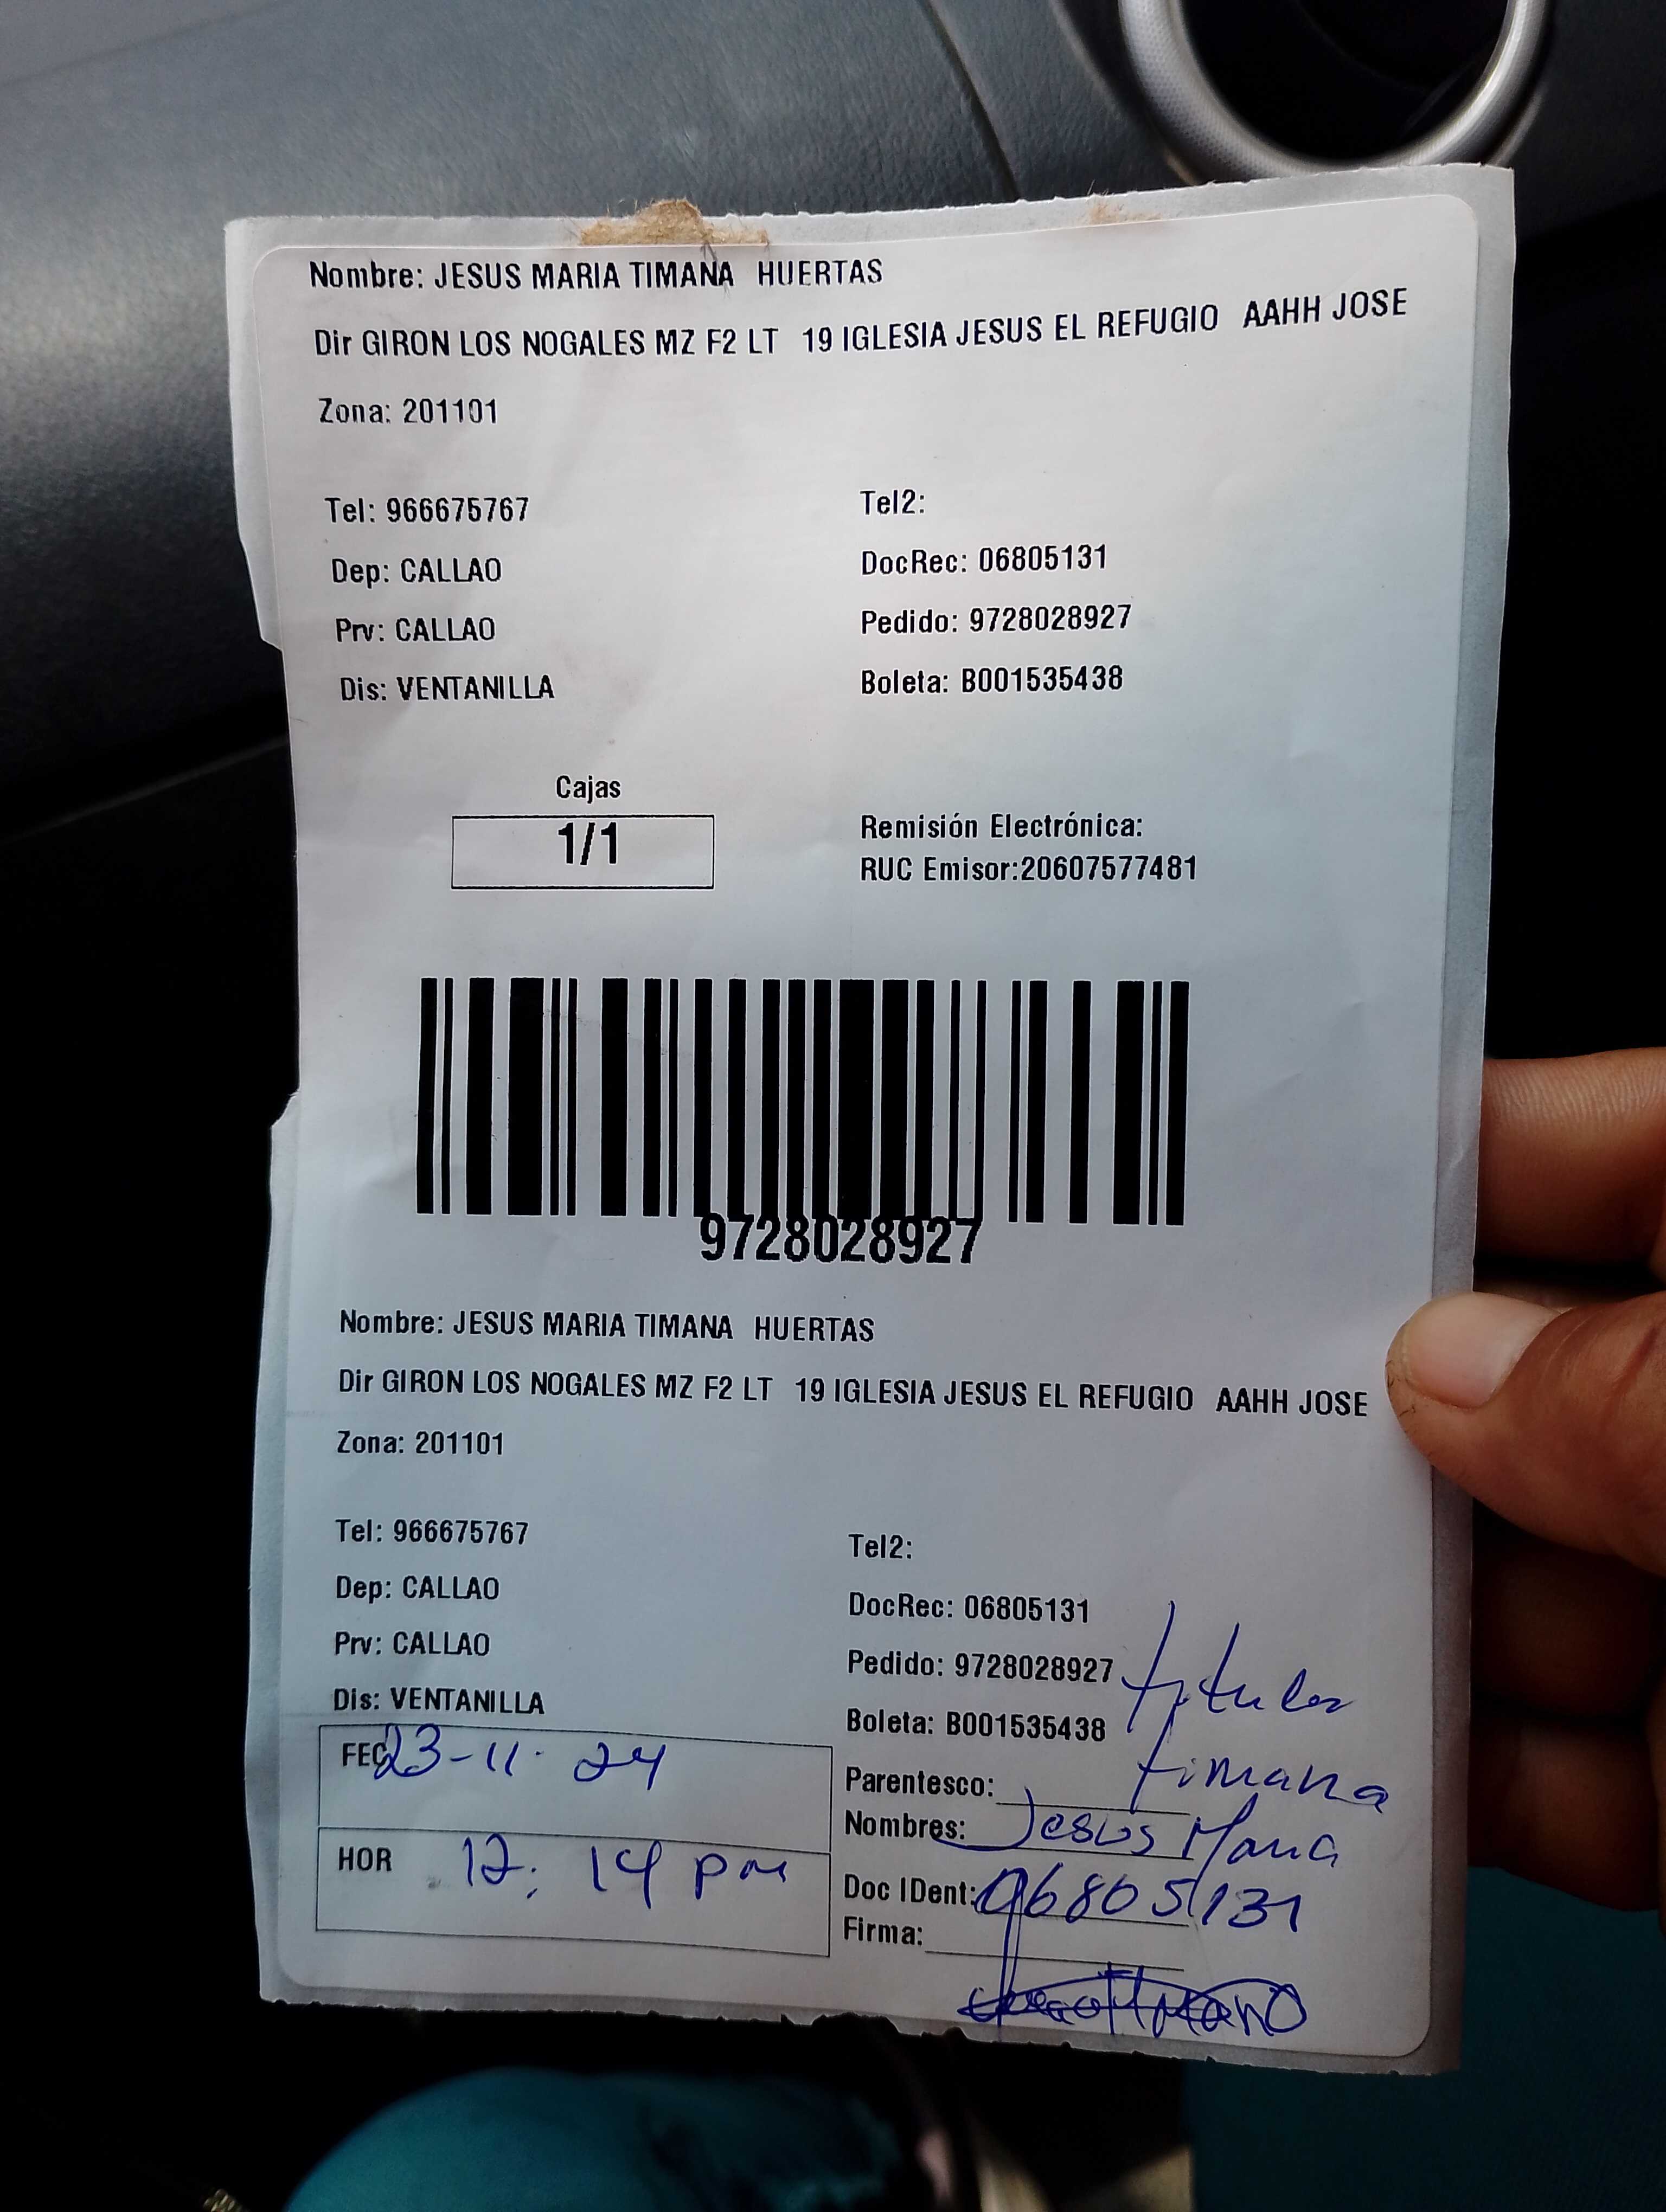 Nombre: JESUS MARIA TIMANA HUERTAS
Dir GIRON LOS NOGALES MZ F2 LT 19 IGLESIA JESUS EL REFUGIO AAHH JOSE
Zona: 201101
Tel: 966675767
Tel2:
Dep: CALLAO
DocRec: 06805131
Prv: CALLAO
Pedido: 9728028927
Dis: VENTANILLA
Boleta: B001535438
Cajas
1/1
Remisión Electrónica:
RUC Emisor:20607577481
9728028927
Nombre: JESUS MARIA TIMANA HUERTAS
Dir GIRON LOS NOGALES MZ F2 LT 19 IGLESIA JESUS EL REFUGIO AAHH JOSE
Zona: 201101
Tel: 966675767
Tel2:
Dep: CALLAO
DocRec: 06805131
Prv: CALLAO
Pedido: 9728028927
titular
Dis: VENTANILLA
Boleta: B001535438
FEC 23-11-24
Parentesco: timana
Nombres: Jesus Maria
HOR 12:14 pm
Doc IDent: 06805131
Firma: